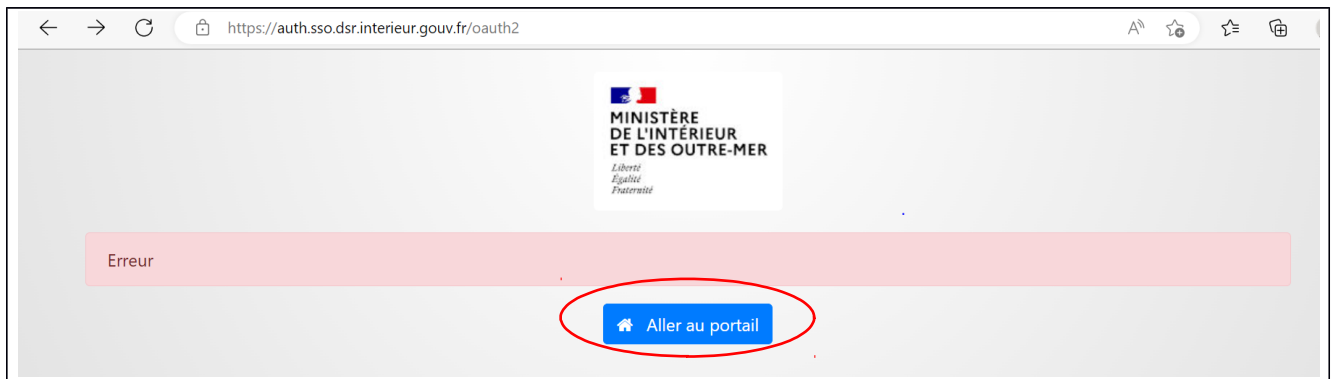 https://auth.sso.dsr.interieur.gouv.fr/oauth2
MINISTÈRE
DE L'INTÉRIEUR
ET DES OUTRE-MER
Liberté
Égalité
Fraternité
Erreur
Aller au portail